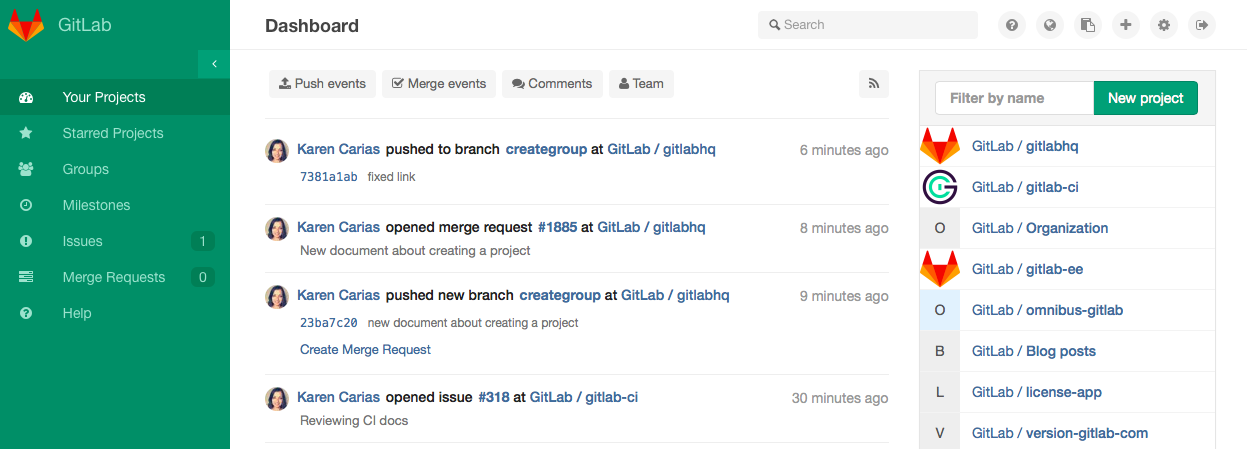 GitLab
Dashboard
Search
Your Projects
Starred Projects
Groups
Milestones
Issues 1
Merge Requests 0
Help
Push events Merge events Comments Team
Karen Carias pushed to branch creategroup at GitLab / gitlabhq 6 minutes ago
7381a1ab fixed link
Karen Carias opened merge request #1885 at GitLab / gitlabhq 8 minutes ago
New document about creating a project
Karen Carias pushed new branch creategroup at GitLab / gitlabhq 9 minutes ago
23ba7c20 new document about creating a project
Create Merge Request
Karen Carias opened issue #318 at GitLab / gitlab-ci 30 minutes ago
Reviewing CI docs
Filter by name New project
GitLab / gitlabhq
GitLab / gitlab-ci
O GitLab / Organization
GitLab / gitlab-ee
O GitLab / omnibus-gitlab
B GitLab / Blog posts
L GitLab / license-app
V GitLab / version-gitlab-com